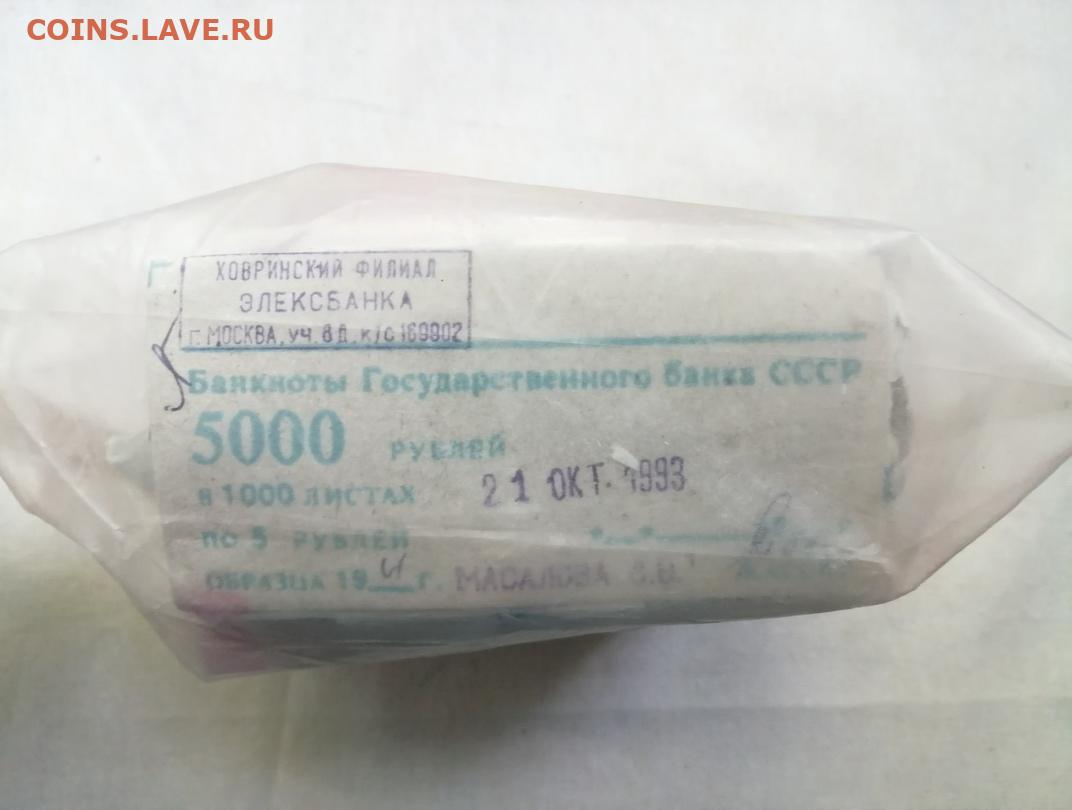 COINS.LAVE.RU
ХОВРИНСКИЙ ФИЛИАЛ
ЭЛЕКСБАНКА
Г. МОСКВА, УЧ. 8 Д. К/С 169902
Банкноты Государственного банка СССР
5000 РУБЛЕЙ
в 1000 ЛИСТАХ
21 ОКТ. 1993
по 5 РУБЛЕЙ
ОБРАЗЦА 19 г. МАСАЛОВА